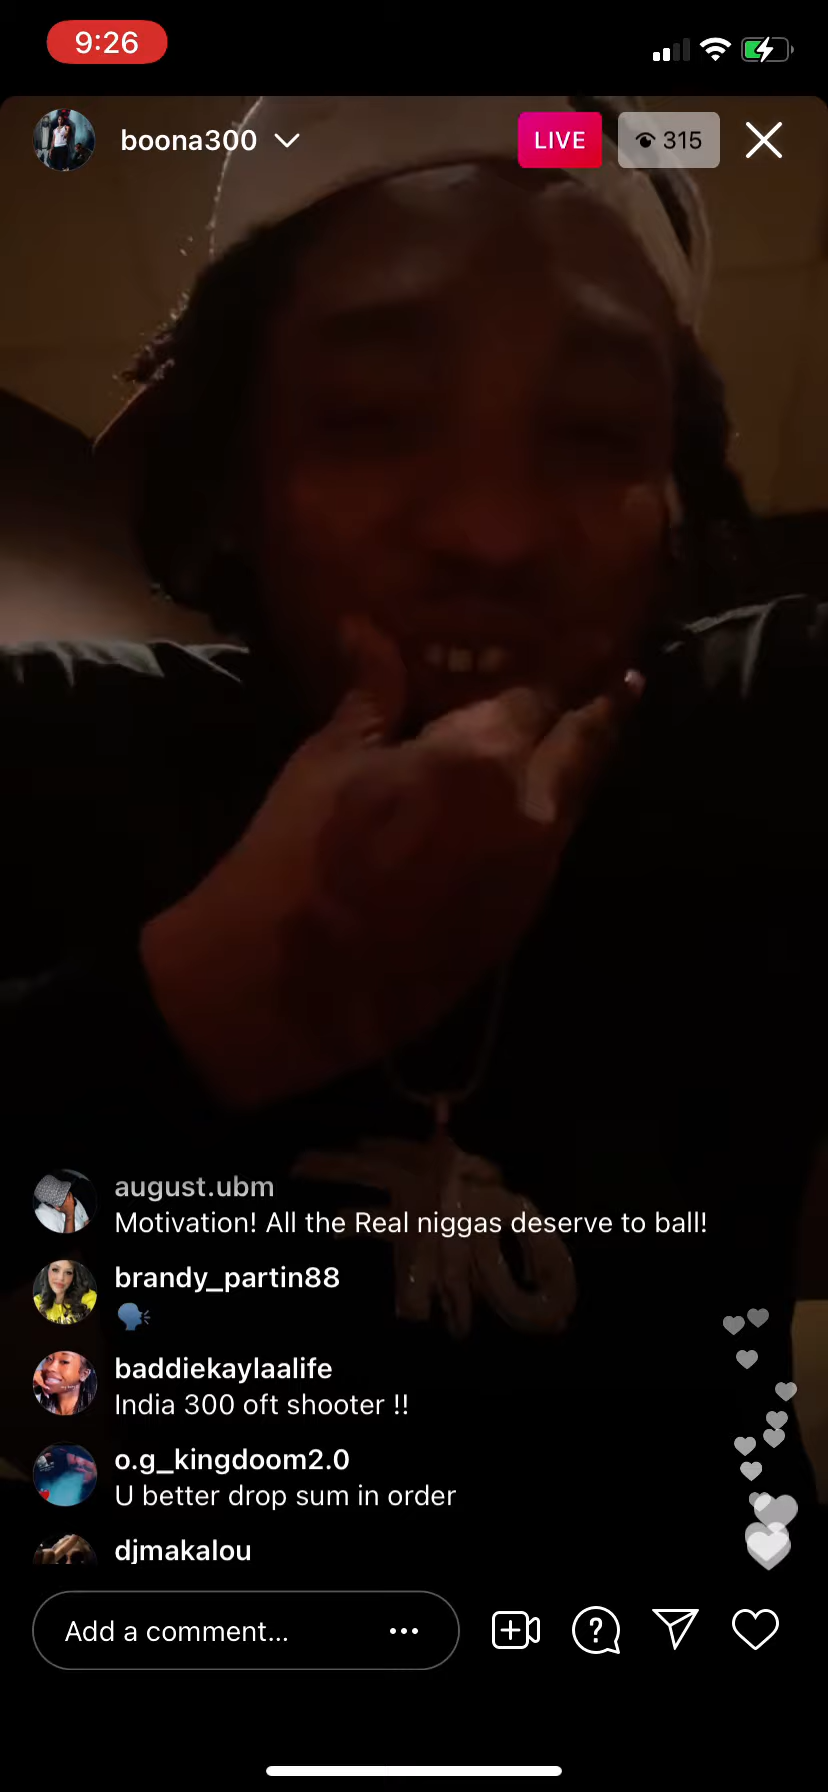 9:26
boona300
LIVE
315
august.ubm
Motivation! All the Real niggas deserve to ball!
brandy_partin88
baddiekaylaalife
India 300 oft shooter !!
o.g_kingdoom2.0
U better drop sum in order
djmakalou
Add a comment...